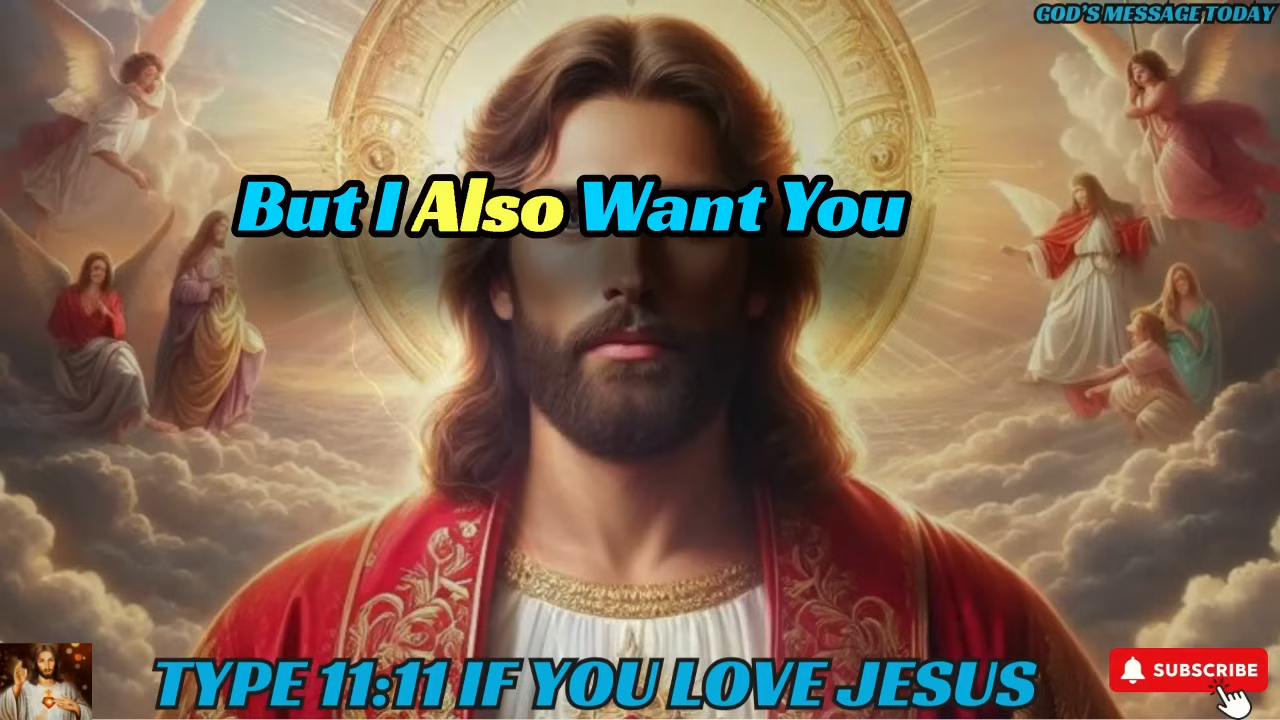 GOD'S MESSAGE TODAY
But I Also Want You
TYPE 11:11 IF YOU LOVE JESUS
SUBSCRIBE